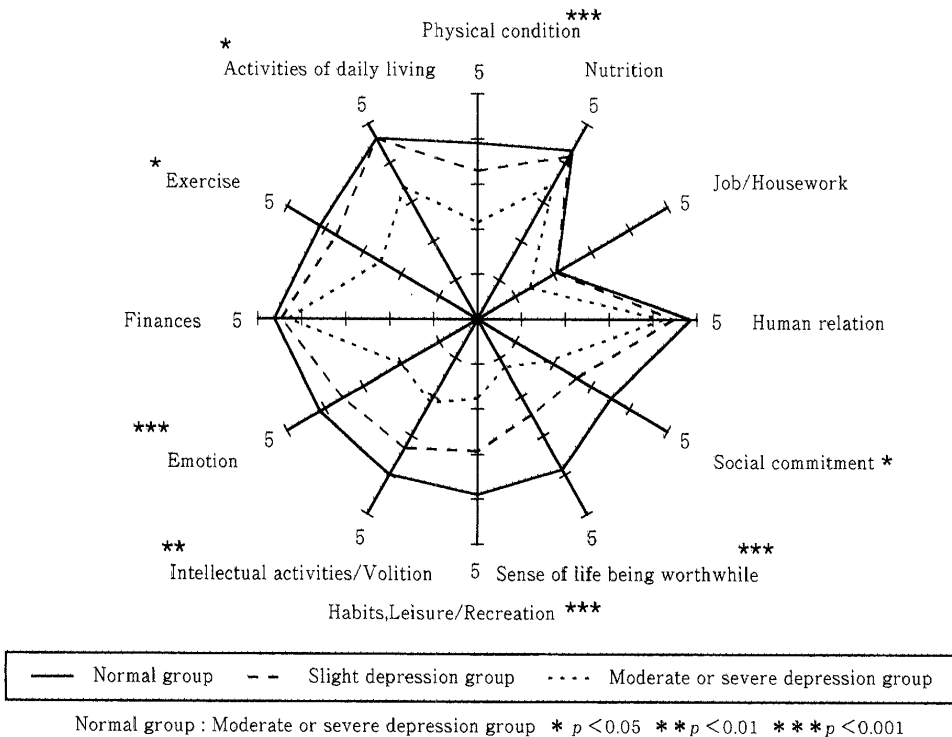 Physical condition ***
* Activities of daily living
5
Nutrition
5
5
* Exercise
5
Job/Housework
5
Finances
5
Human relation
5
*** Emotion
5
Social commitment *
5
** Intellectual activities/Volition
5
Sense of life being worthwhile ***
5
Habits,Leisure/Recreation ***
5
Normal group
Slight depression group
Moderate or severe depression group
Normal group : Moderate or severe depression group * p <0.05 ** p <0.01 *** p <0.001